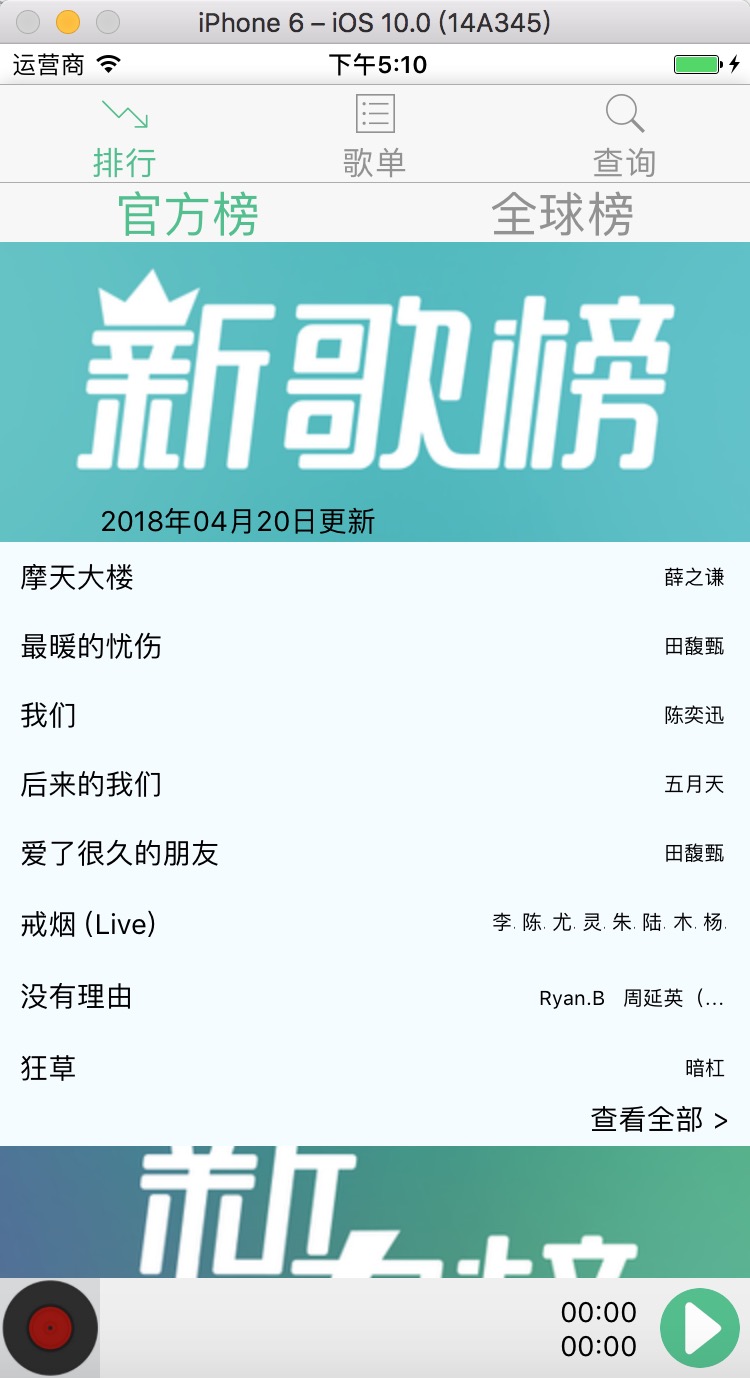 iPhone 6 – iOS 10.0 (14A345)
运营商 下午5:10
排行 歌单 查询
官方榜 全球榜
新歌榜
2018年04月20日更新
摩天大楼 薛之谦
最暖的忧伤 田馥甄
我们 陈奕迅
后来的我们 五月天
爱了很久的朋友 田馥甄
戒烟 (Live) 李. 陈. 尤. 灵. 朱. 陆. 木. 杨.
没有理由 Ryan.B 周延英（...
狂草 暗杠
查看全部 >
00:00
00:00